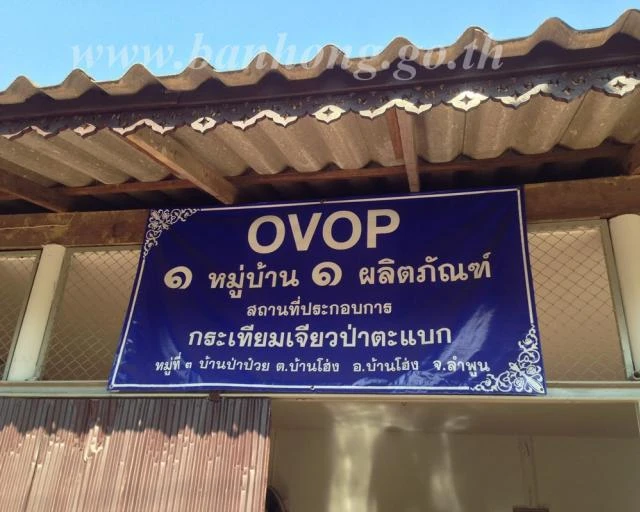 www.banhong.go.th
OVOP
๑ หมู่บ้าน ๑ ผลิตภัณฑ์
สถานที่ประกอบการ
กระเทียมเจียวป่าตะแบก
หมู่ที่ ๓ บ้านป่าป๋วย ต.บ้านโฮ่ง อ.บ้านโฮ่ง จ.ลำพูน